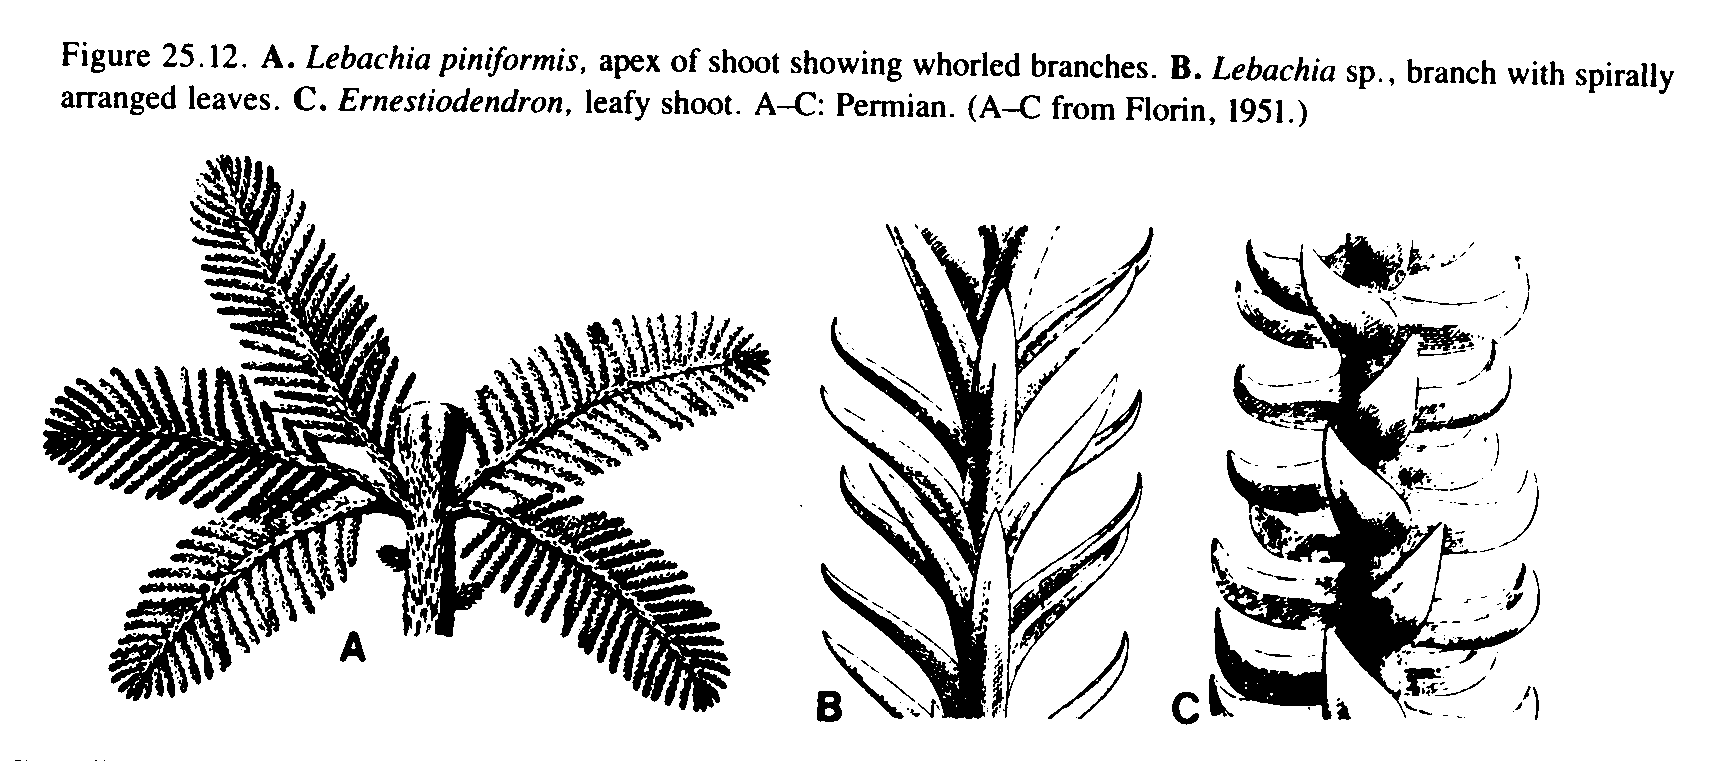 Figure 25.12. A. Lebachia piniformis, apex of shoot showing whorled branches. B. Lebachia sp., branch with spirally
arranged leaves. C. Ernestiodendron, leafy shoot. A–C: Permian. (A–C from Florin, 1951.)
A
B
C